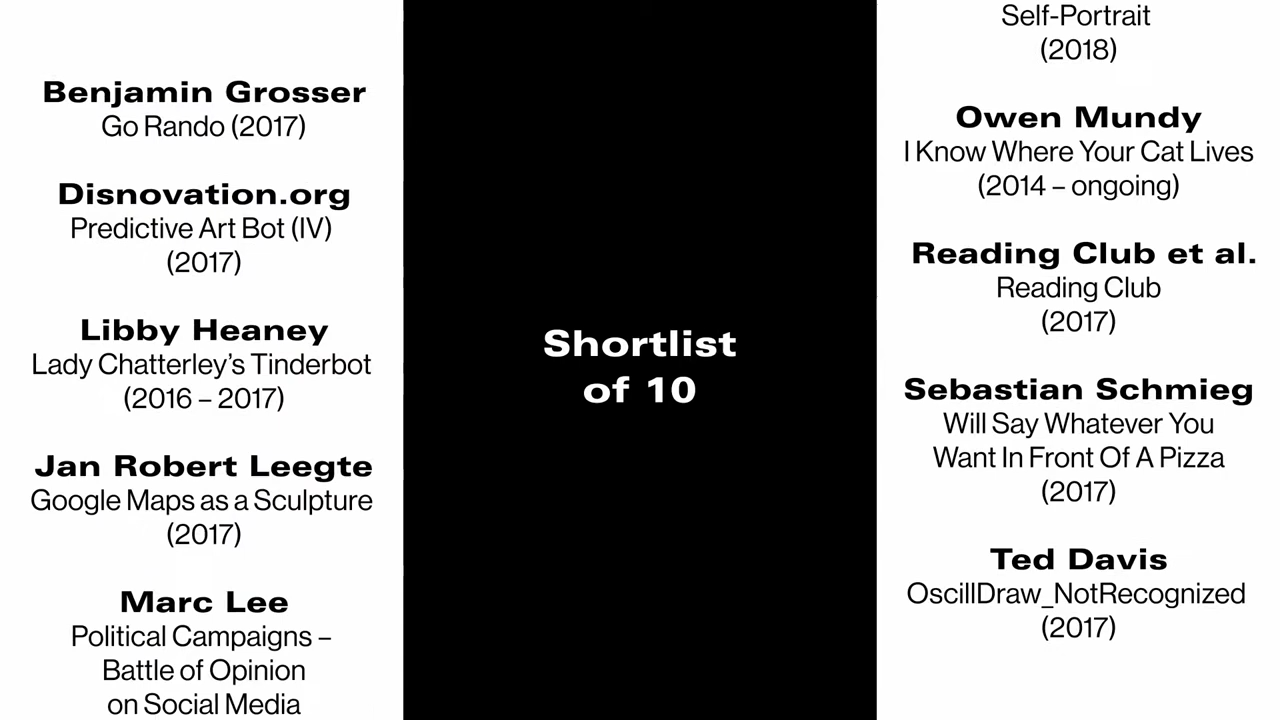 Benjamin Grosser
Go Rando (2017)
Disnovation.org
Predictive Art Bot (IV)
(2017)
Libby Heaney
Lady Chatterley’s Tinderbot
(2016 – 2017)
Jan Robert Leegte
Google Maps as a Sculpture
(2017)
Marc Lee
Political Campaigns –
Battle of Opinion
on Social Media
Shortlist
of 10
Self-Portrait
(2018)
Owen Mundy
I Know Where Your Cat Lives
(2014 – ongoing)
Reading Club et al.
Reading Club
(2017)
Sebastian Schmieg
Will Say Whatever You
Want In Front Of A Pizza
(2017)
Ted Davis
OscillDraw_NotRecognized
(2017)